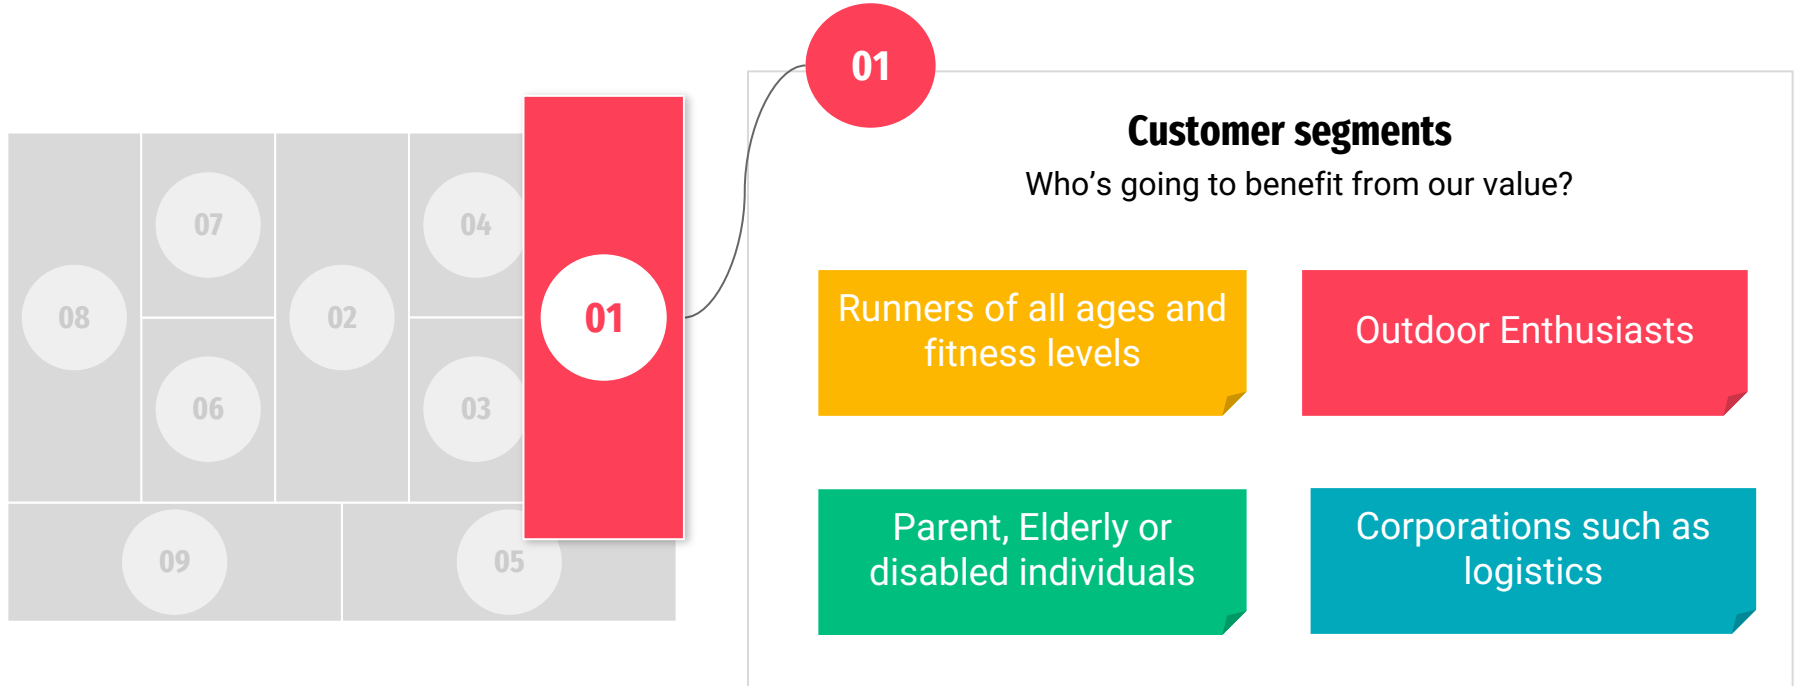 08
07
06
02
04
03
01
09
05
01
Customer segments
Who's going to benefit from our value?
Runners of all ages and
fitness levels
Outdoor Enthusiasts
Parent, Elderly or
disabled individuals
Corporations such as
logistics